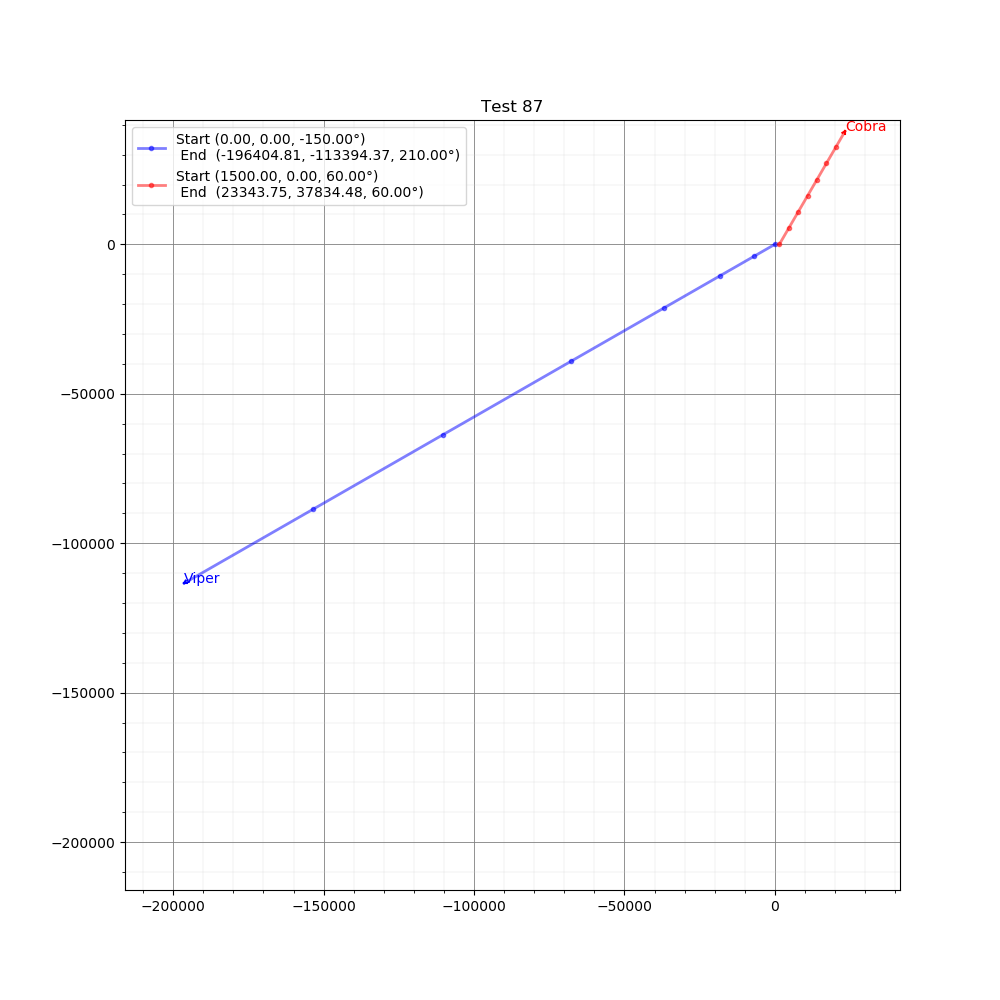 Test 87
Start (0.00, 0.00, -150.00°)
End  (-196404.81, -113394.37, 210.00°)
Start (1500.00, 0.00, 60.00°)
End  (23343.75, 37834.48, 60.00°)
Cobra
Viper
0
−50000
−100000
−150000
−200000
−200000
−150000
−100000
−50000
0